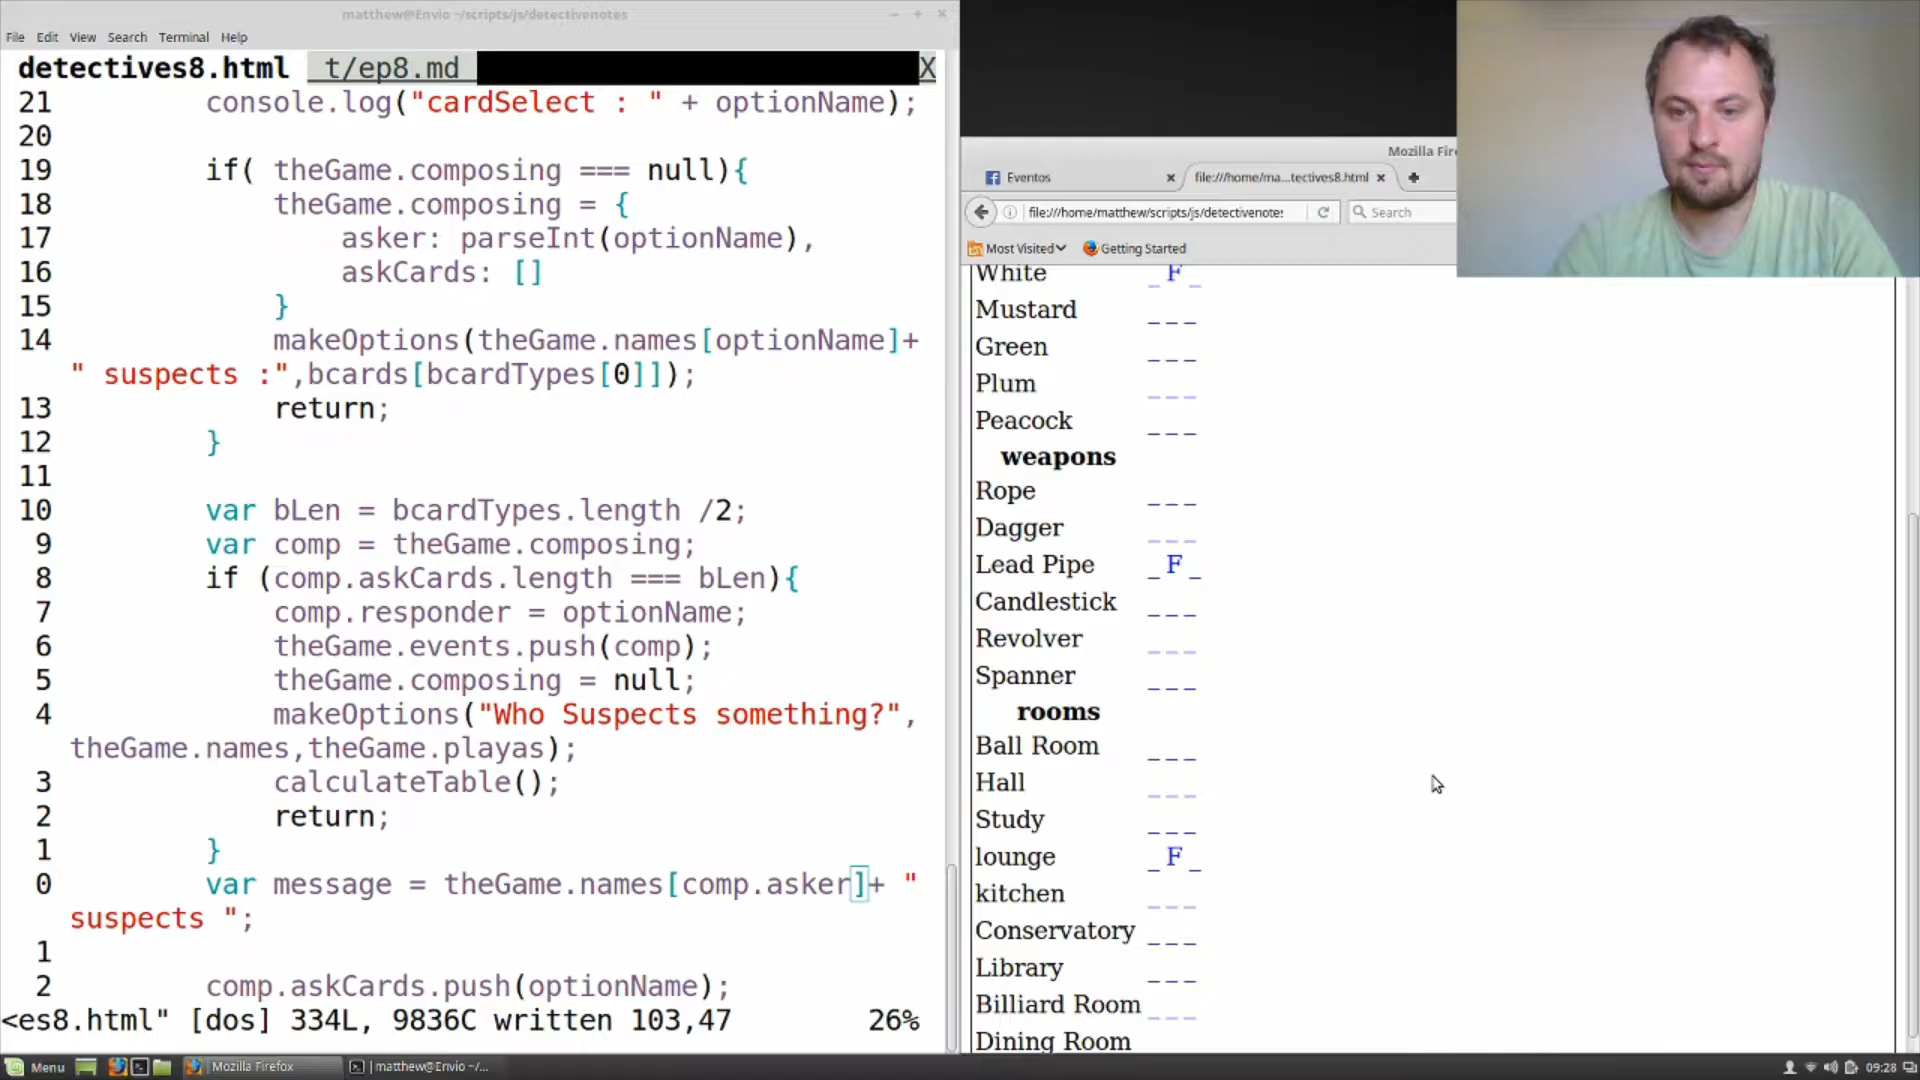 matthew@Envio ~/scripts/js/detectivenotes
File Edit View Search Terminal Help
detectives8.html t/ep8.md X
21 console.log("cardSelect : " + optionName);
20
19 if( theGame.composing === null){
18 theGame.composing = {
17 asker: parseInt(optionName),
16 askCards: []
15 }
14 makeOptions(theGame.names[optionName]+
" suspects :",bcards[bcardTypes[0]]);
13 return;
12 }
11
10 var bLen = bcardTypes.length /2;
9 var comp = theGame.composing;
8 if (comp.askCards.length === bLen){
7 comp.responder = optionName;
6 theGame.events.push(comp);
5 theGame.composing = null;
4 makeOptions("Who Suspects something?",
theGame.names,theGame.playas);
3 calculateTable();
2 return;
1 }
0 var message = theGame.names[comp.asker]+ "
suspects ";
1
2 comp.askCards.push(optionName);
<es8.html" [dos] 334L, 9836C written 103,47 26%
Mozilla Fire
Eventos
file:///home/ma...tectives8.html
file:///home/matthew/scripts/js/detectivenotes
Search
Most Visited
Getting Started
White _ F _
Mustard _ _ _
Green _ _ _
Plum _ _ _
Peacock _ _ _
weapons
Rope _ _ _
Dagger _ _ _
Lead Pipe _ F _
Candlestick _ _ _
Revolver _ _ _
Spanner _ _ _
rooms
Ball Room _ _ _
Hall _ _ _
Study _ _ _
lounge _ F _
kitchen _ _ _
Conservatory _ _ _
Library _ _ _
Billiard Room _ _ _
Dining Room
Menu
Mozilla Firefox
matthew@Envio ~/...
09:28